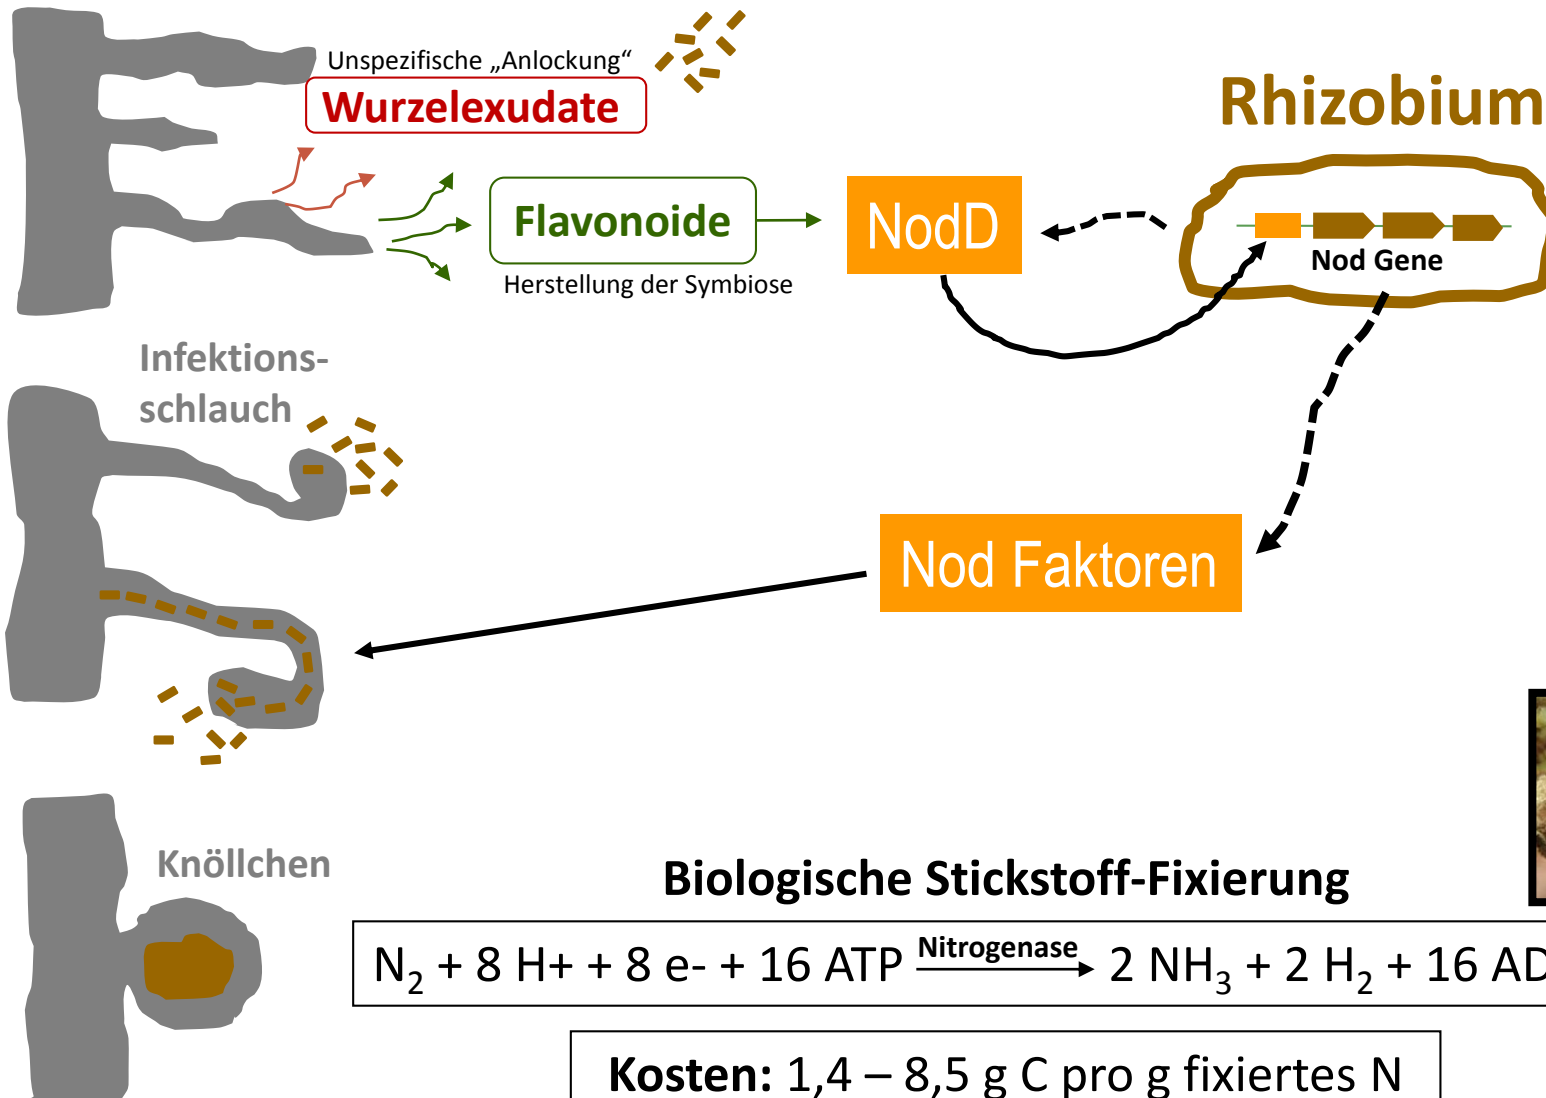 Unspezifische „Anlockung“
Wurzelexudate
Rhizobium
Flavonoide
Herstellung der Symbiose
NodD
Nod Gene
Infektions-
schlauch
Nod Faktoren
Knöllchen
Biologische Stickstoff-Fixierung
N₂ + 8 H+ + 8 e- + 16 ATP Nitrogenase 2 NH₃ + 2 H₂ + 16 AD
Kosten: 1,4 – 8,5 g C pro g fixiertes N